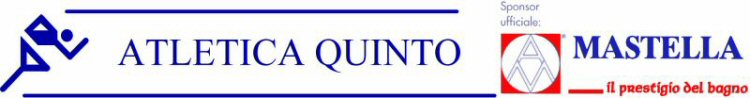 ATLETICA QUINTO
Sponsor
ufficiale:
MASTELLA
il prestigio del bagno